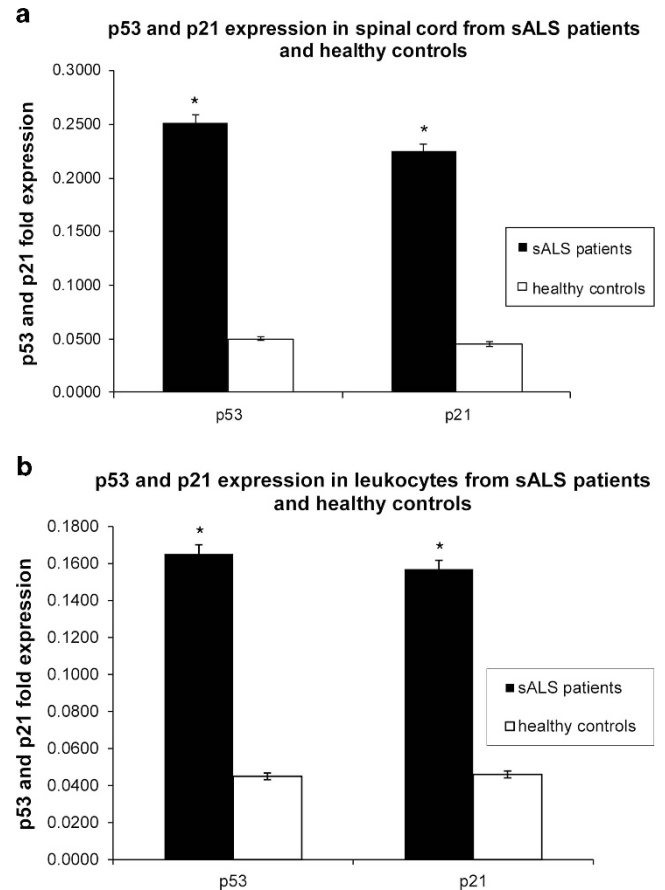 a
p53 and p21 expression in spinal cord from sALS patients
and healthy controls
p53 and p21 fold expression
0.3000
0.2500
0.2000
0.1500
0.1000
0.0500
0.0000
*
*
sALS patients
healthy controls
p53
p21
b
p53 and p21 expression in leukocytes from sALS patients
and healthy controls
p53 and p21 fold expression
0.1800
0.1600
0.1400
0.1200
0.1000
0.0800
0.0600
0.0400
0.0200
0.0000
*
*
sALS patients
healthy controls
p53
p21